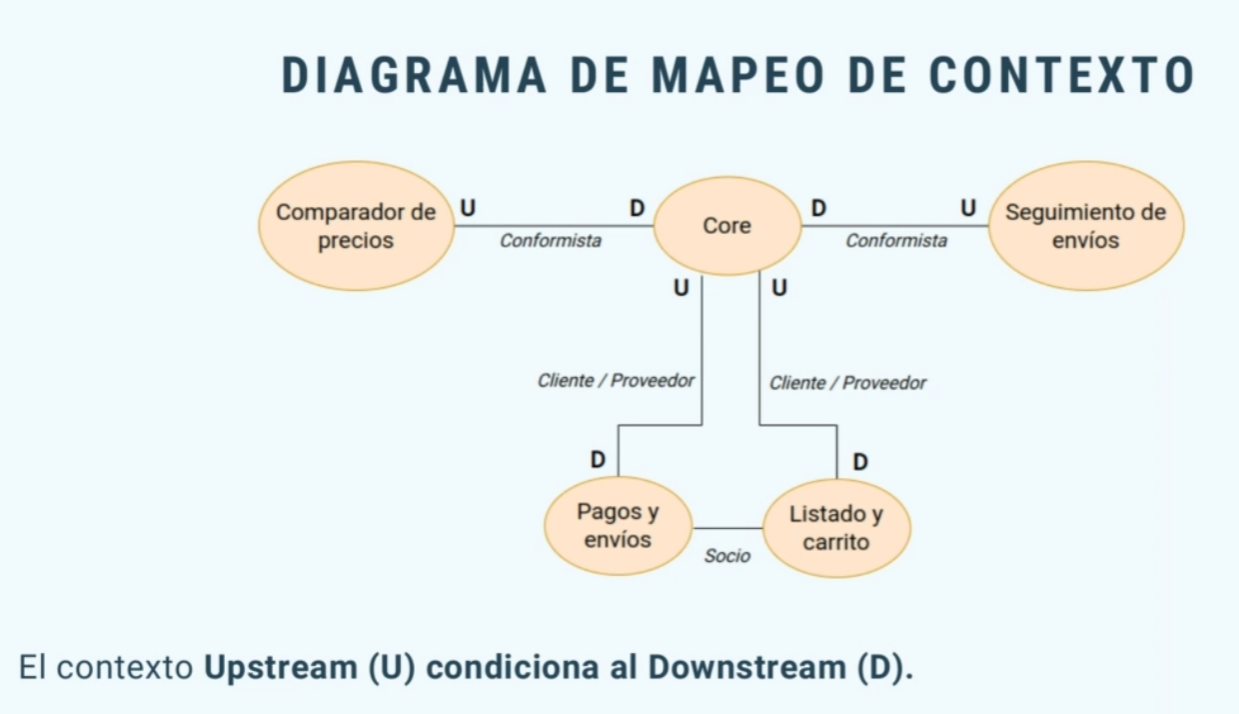 DIAGRAMA DE MAPEO DE CONTEXTO
Comparador de
precios
U
D
Conformista
Core
D
U
Conformista
Seguimiento de
envíos
U
U
Cliente / Proveedor
Cliente / Proveedor
D
D
Pagos y
envíos
Socio
Listado y
carrito
El contexto Upstream (U) condiciona al Downstream (D).